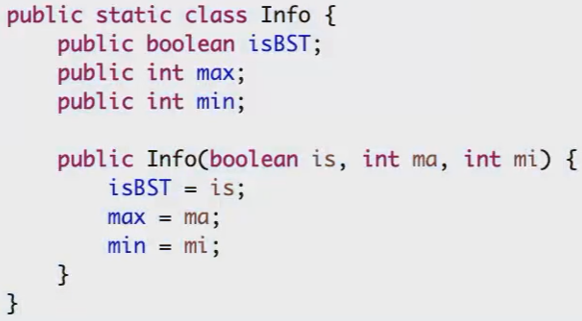 public static class Info {
    public boolean isBST;
    public int max;
    public int min;

    public Info(boolean is, int ma, int mi) {
        isBST = is;
        max = ma;
        min = mi;
    }
}